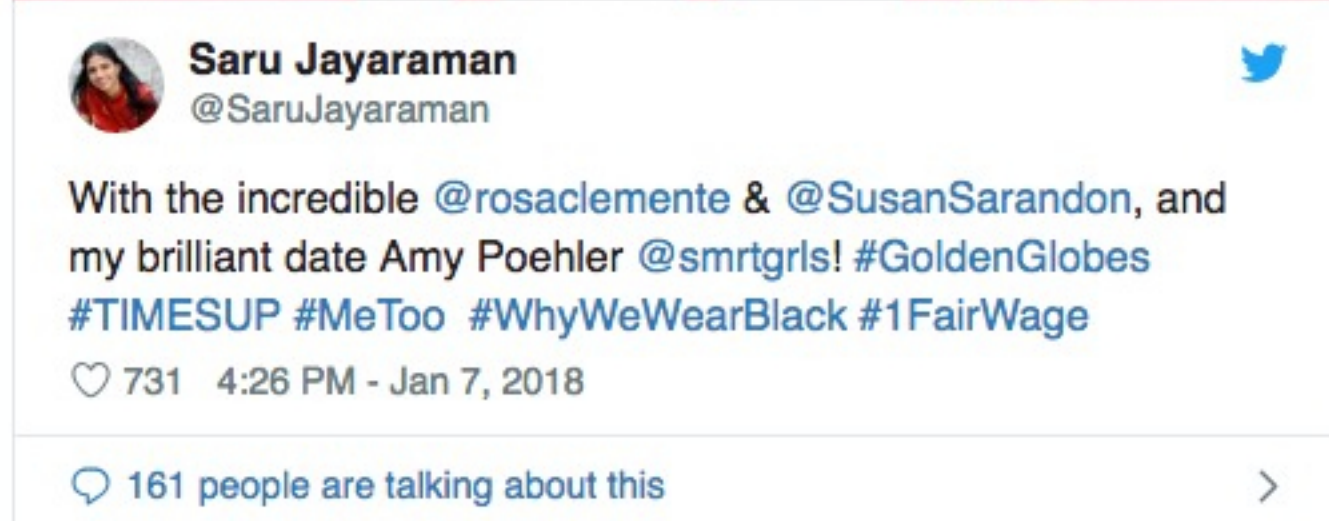 Saru Jayaraman
@SaruJayaraman
With the incredible @rosaclemente & @SusanSarandon, and
my brilliant date Amy Poehler @smrtgrls! #GoldenGlobes
#TIMESUP #MeToo  #WhyWeWearBlack #1FairWage
731 4:26 PM - Jan 7, 2018
161 people are talking about this